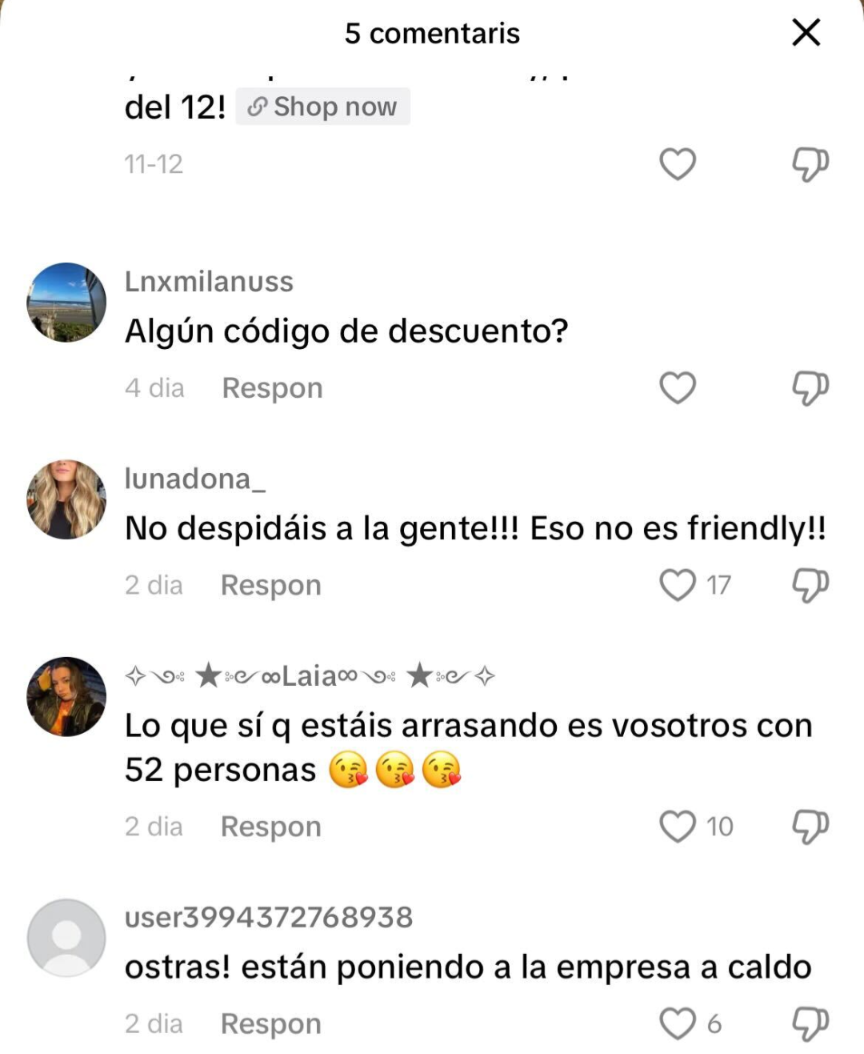 5 comentaris
del 12! Shop now
11-12
Lnxmilanuss
Algún código de descuento?
4 dia Respon
lunadona_
No despidáis a la gente!!! Eso no es friendly!!
2 dia Respon 17
✧༺ ★༻∞Laia∞༺ ★༻✧
Lo que sí q estáis arrasando es vosotros con
52 personas 😘😘😘
2 dia Respon 10
user3994372768938
ostras! están poniendo a la empresa a caldo
2 dia Respon 6